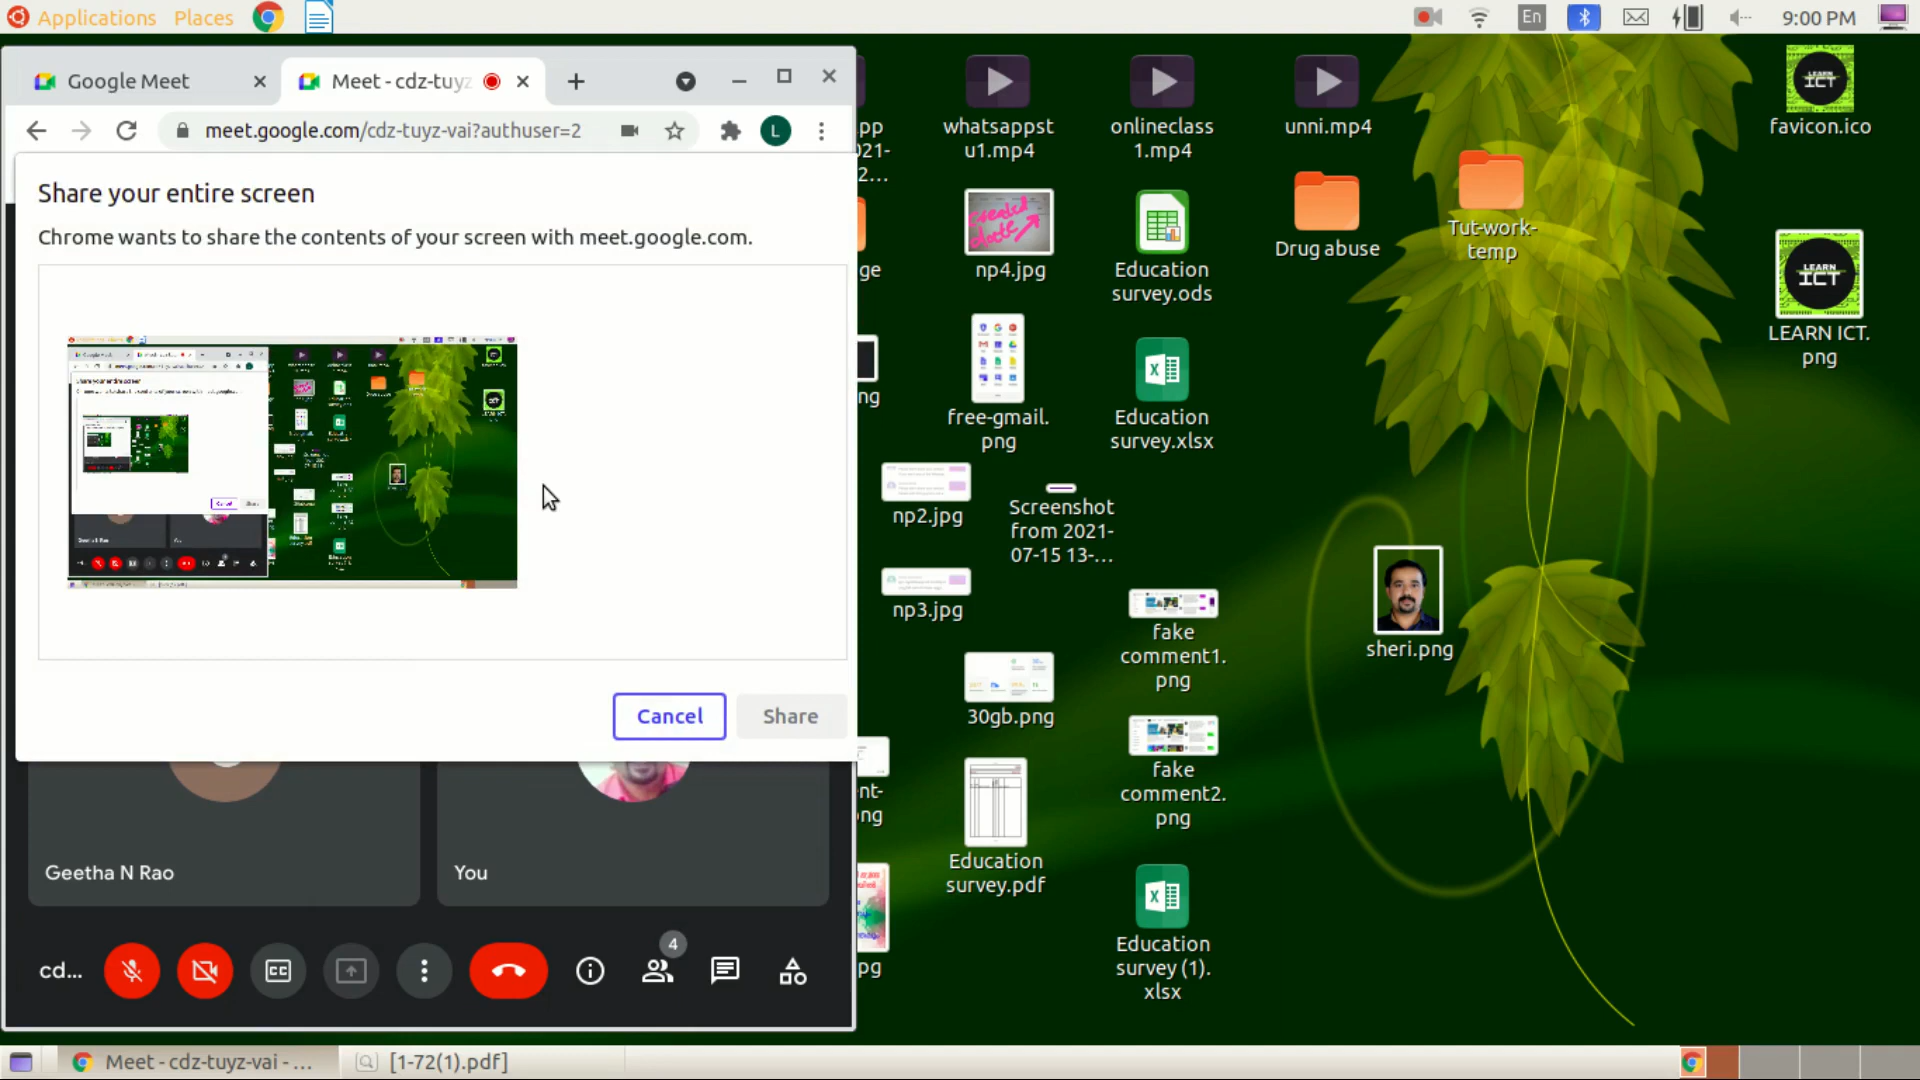 Applications Places
En
9:00 PM
Google Meet
Meet - cdz-tuyz
meet.google.com/cdz-tuyz-vai?authuser=2
L
Share your entire screen
Chrome wants to share the contents of your screen with meet.google.com.
Cancel
Share
Geetha N Rao
You
cd...
4
whatsappst
u1.mp4
onlineclass
1.mp4
unni.mp4
favicon.ico
np4.jpg
Education
survey.ods
Drug abuse
Tut-work-
temp
LEARN
ICT
LEARN ICT.
png
free-gmail.
png
Education
survey.xlsx
np2.jpg
Screenshot
from 2021-
07-15 13-...
np3.jpg
fake
comment1.
png
sheri.png
30gb.png
fake
comment2.
png
Education
survey.pdf
Education
survey (1).
xlsx
Meet - cdz-tuyz-vai - ...
[1-72(1).pdf]